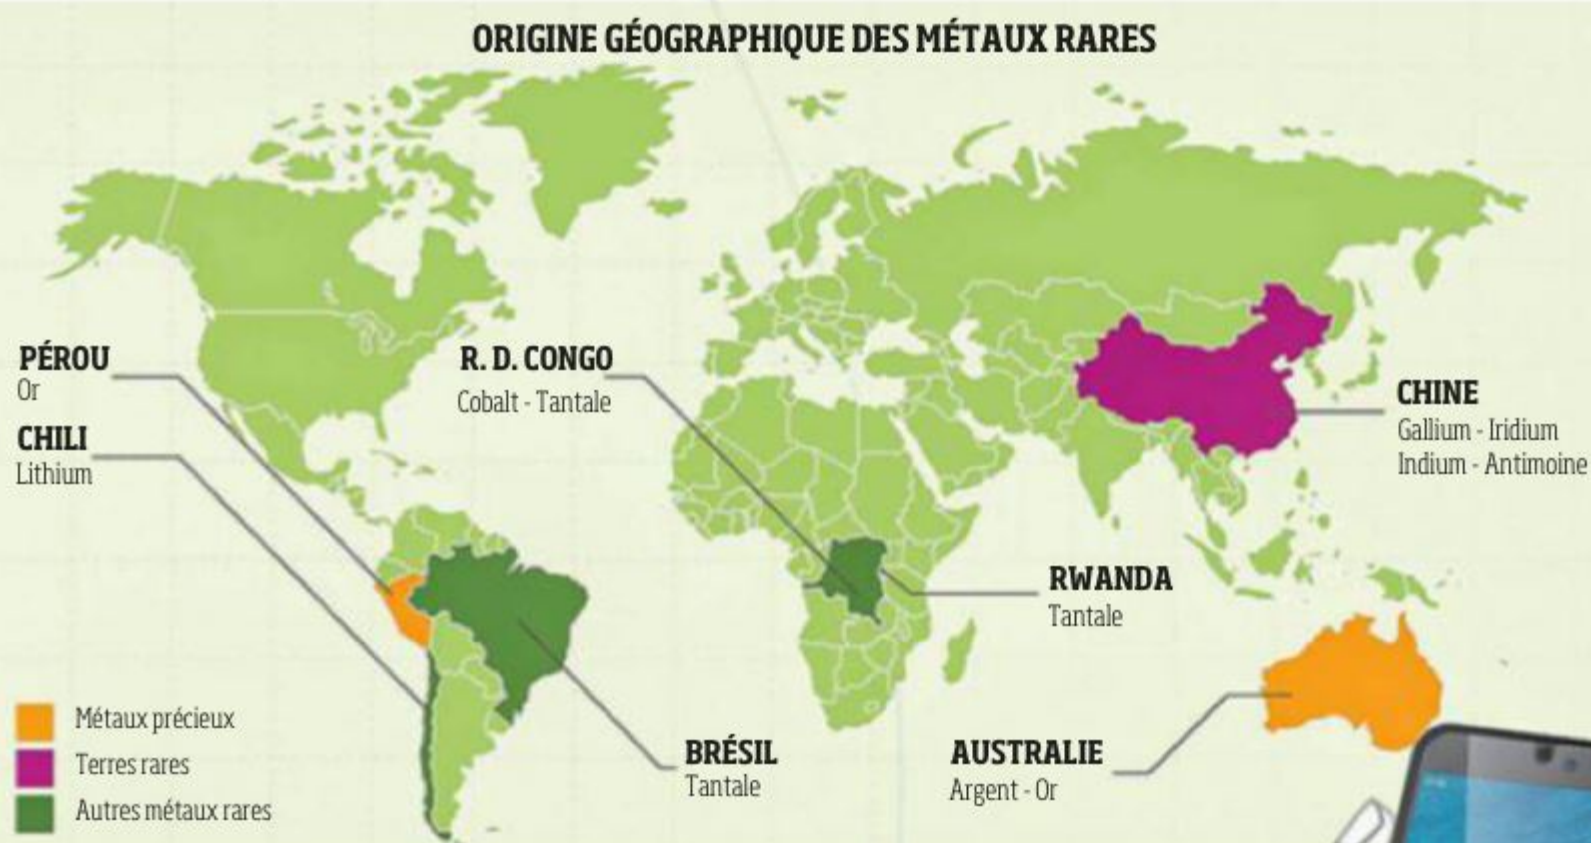 ORIGINE GÉOGRAPHIQUE DES MÉTAUX RARES
PÉROU
Or
CHILI
Lithium
R. D. CONGO
Cobalt - Tantale
CHINE
Gallium - Iridium
Indium - Antimoine
RWANDA
Tantale
BRÉSIL
Tantale
AUSTRALIE
Argent - Or
Métaux précieux
Terres rares
Autres métaux rares